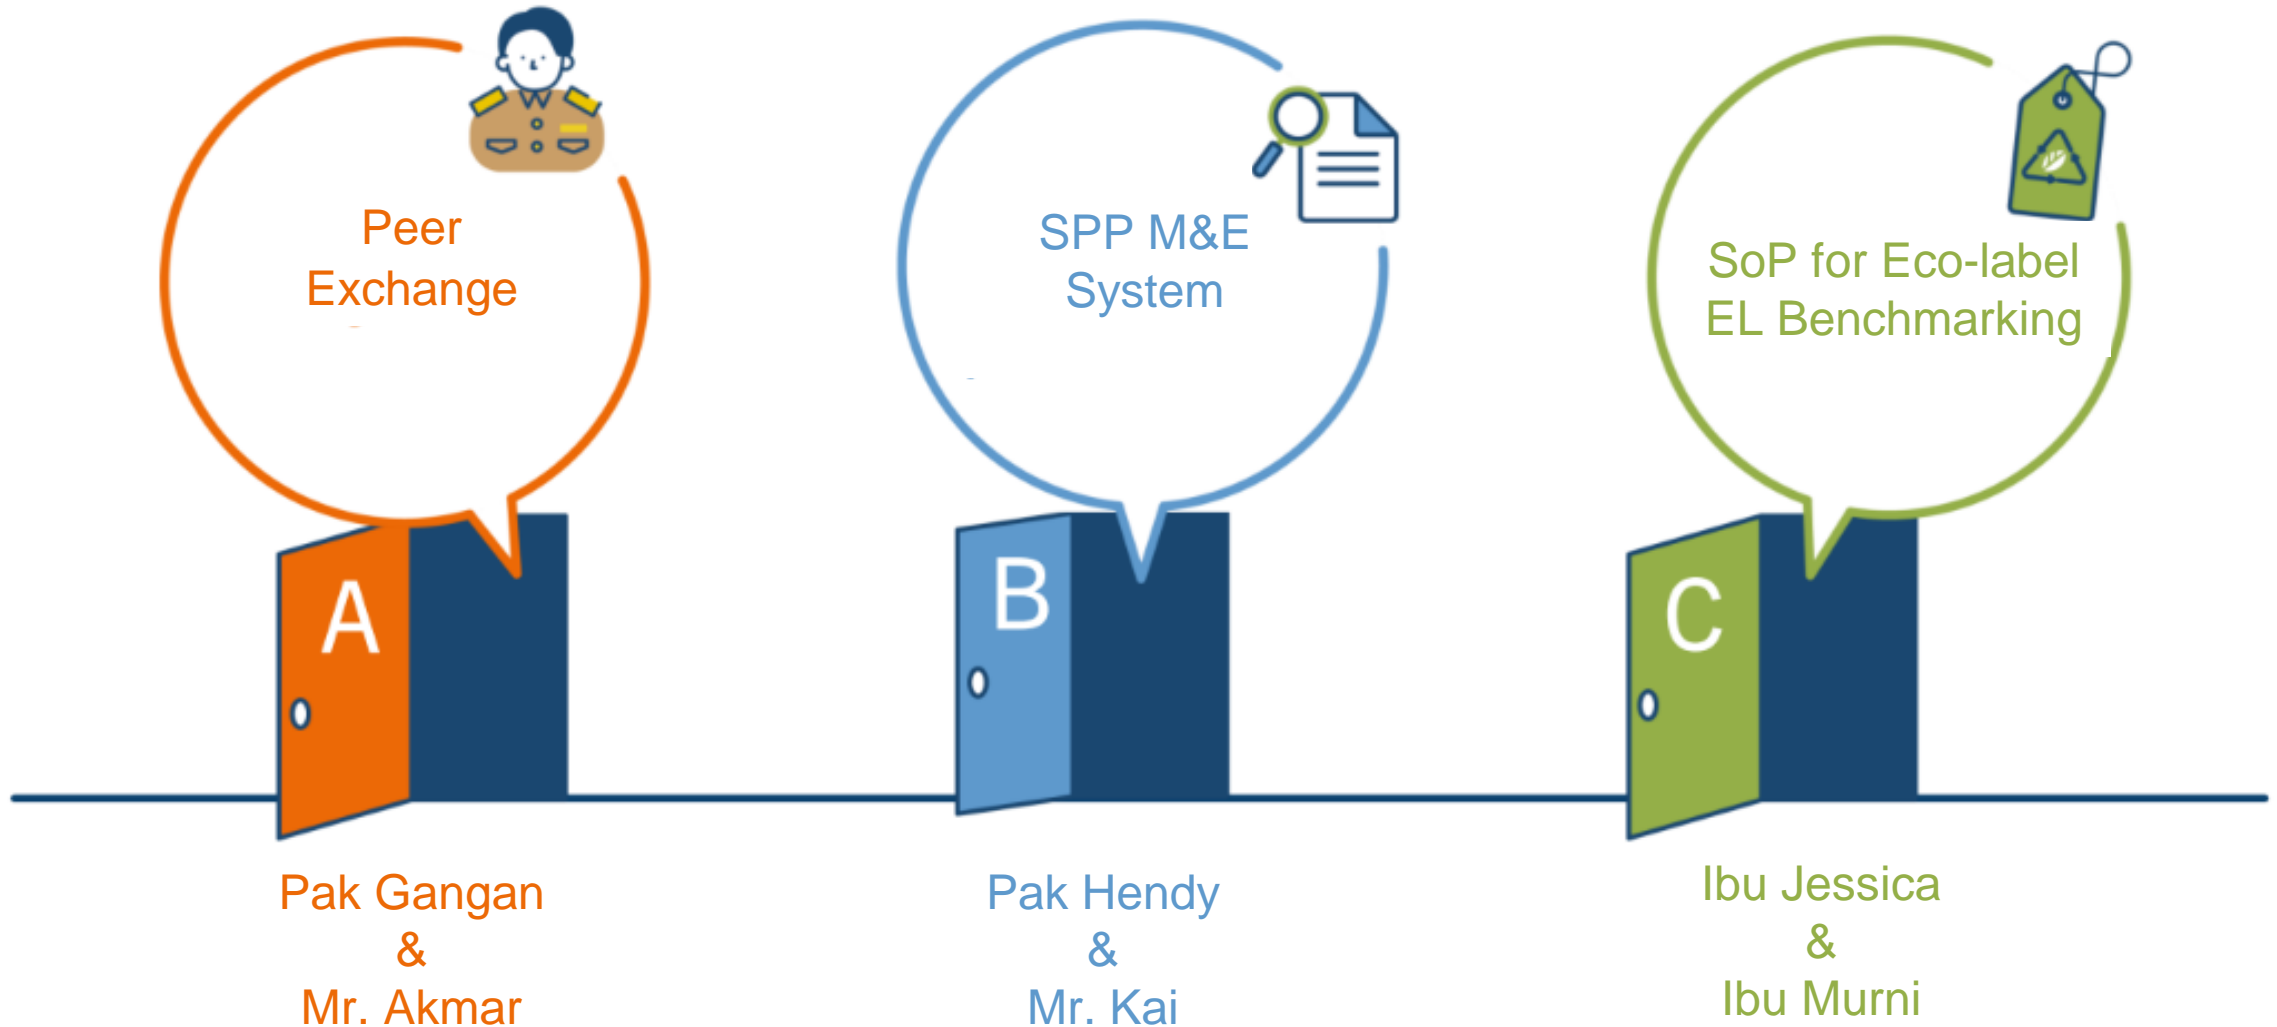 Peer
Exchange
SPP M&E
System
SoP for Eco-label
EL Benchmarking
A
B
C
Pak Gangan
&
Mr. Akmar
Pak Hendy
&
Mr. Kai
Ibu Jessica
&
Ibu Murni